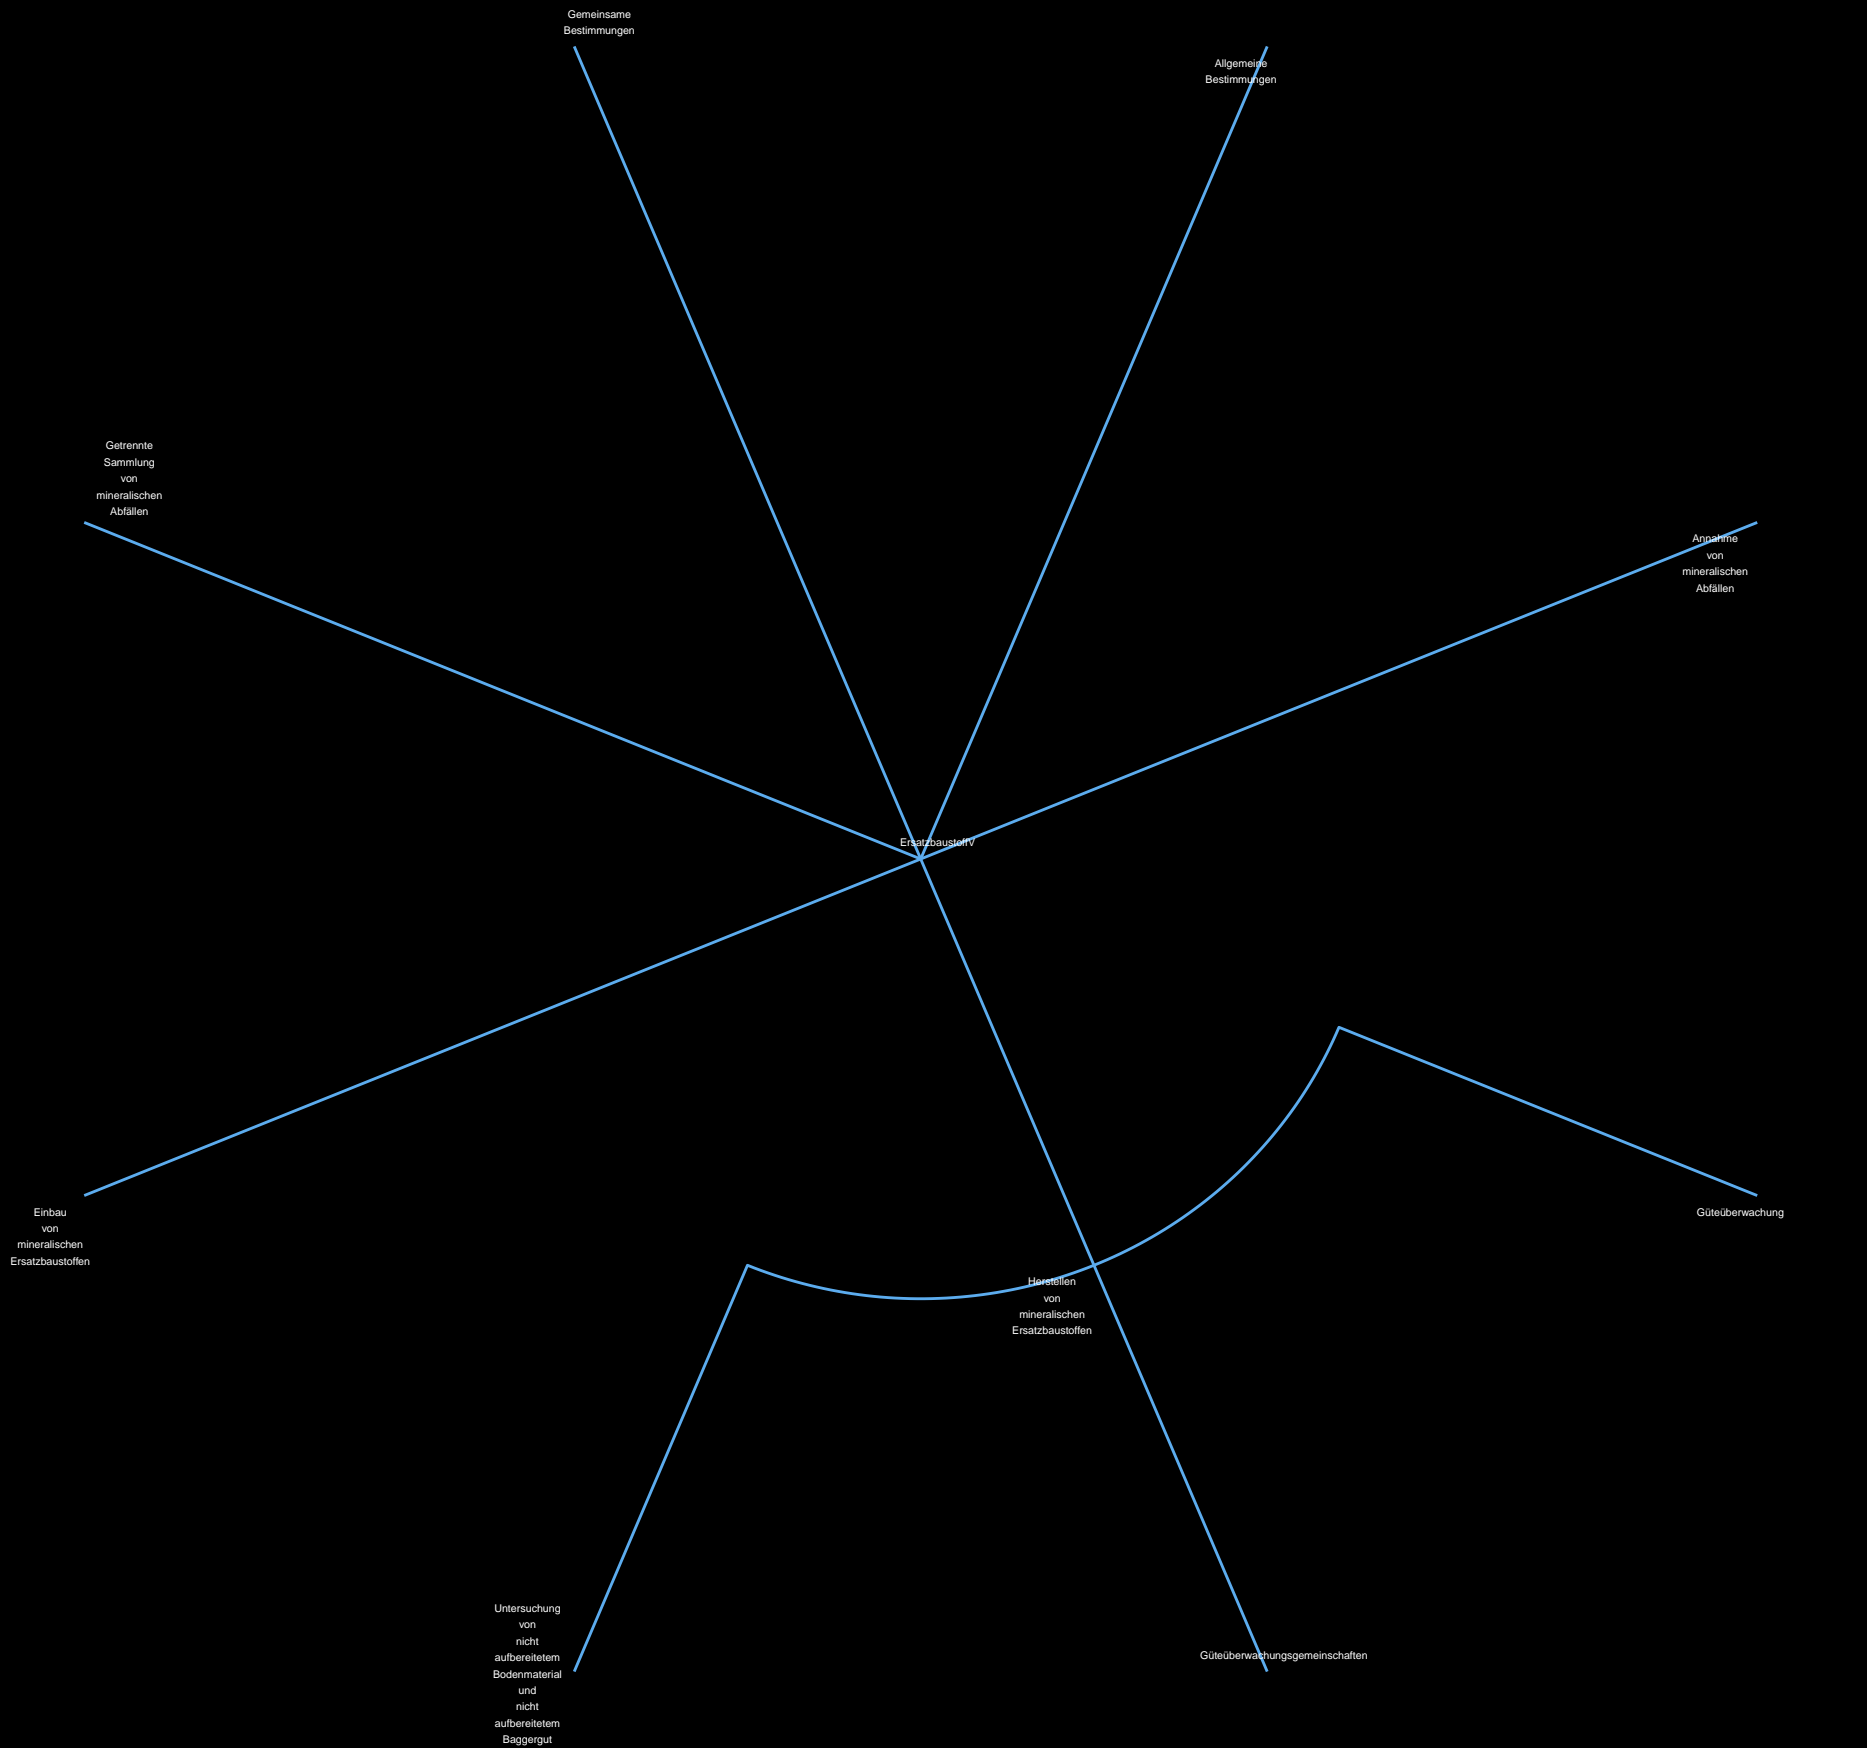 Gemeinsame
Bestimmungen
Allgemeine
Bestimmungen
Getrennte
Sammlung
von
mineralischen
Abfällen
Annahme
von
mineralischen
Abfällen
ErsatzbaustoffV
Einbau
von
mineralischen
Ersatzbaustoffen
Güteüberwachung
Herstellen
von
mineralischen
Ersatzbaustoffen
Untersuchung
von
nicht
aufbereitetem
Bodenmaterial
und
nicht
aufbereitetem
Baggergut
Güteüberwachungsgemeinschaften